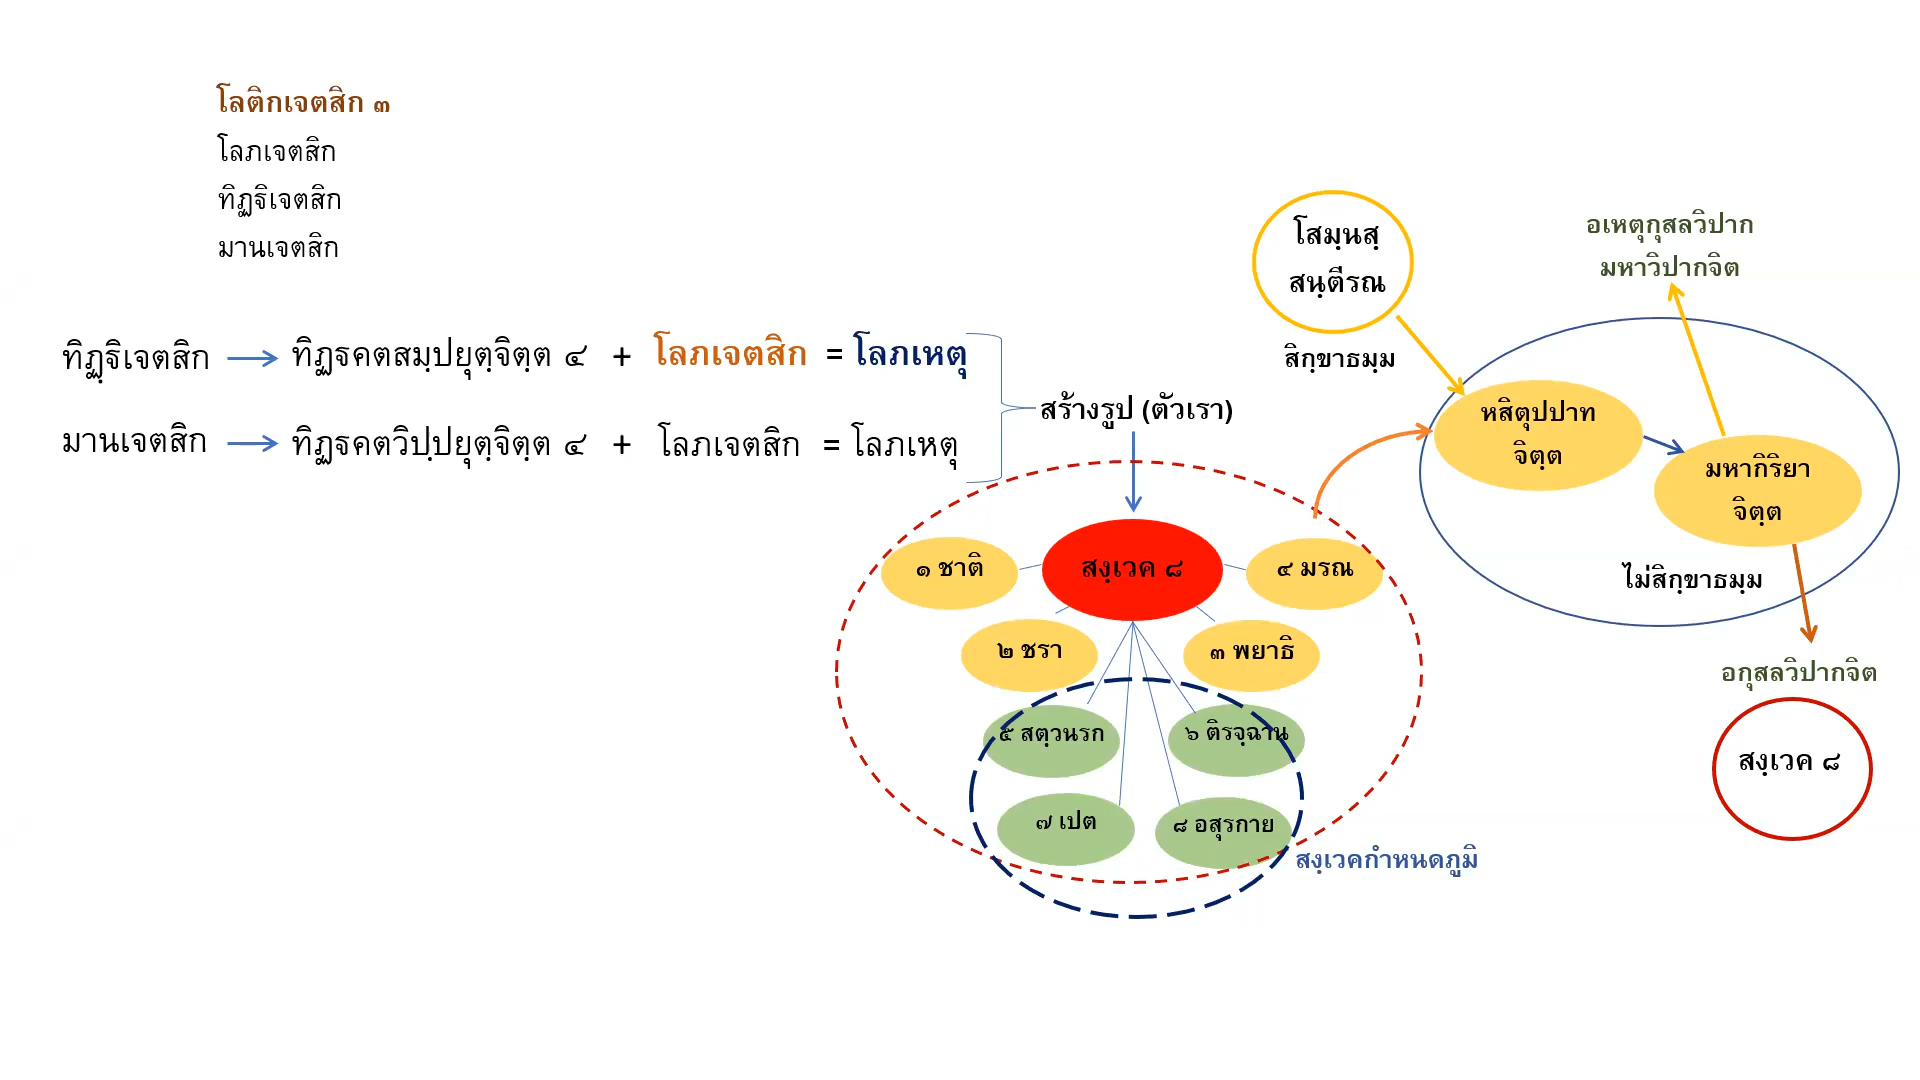 โลติกเจตสิก ๓
โลภเจตสิก
ทิฏฐิเจตสิก
มานเจตสิก
ทิฏฺฐิเจตสิก ทิฏฐคตสมฺปยุตฺจิตฺต ๔ + โลภเจตสิก = โลภเหตุ
มานเจตสิก ทิฏฐคตวิปฺปยุตฺจิตฺต ๔ + โลภเจตสิก = โลภเหตุ
สร้างรูป (ตัวเรา)
สงฺเวค ๘
๑ ชาติ
๔ มรณ
๒ ชรา
๓ พยาธิ
๕ สตฺวนรก
๖ ติรจฺฉาน
๗ เปต
๘ อสุรกาย
สงฺเวคกำหนดภูมิ
โสมฺนสฺ
สนฺตีรณ
สิกฺขาธมฺม
อเหตุกุสลวิปาก
มหาวิปากจิต
หสิตุปปาท
จิตฺต
มหากิริยา
จิตฺต
ไม่สิกฺขาธมฺม
อกุสลวิปากจิต
สงฺเวค ๘